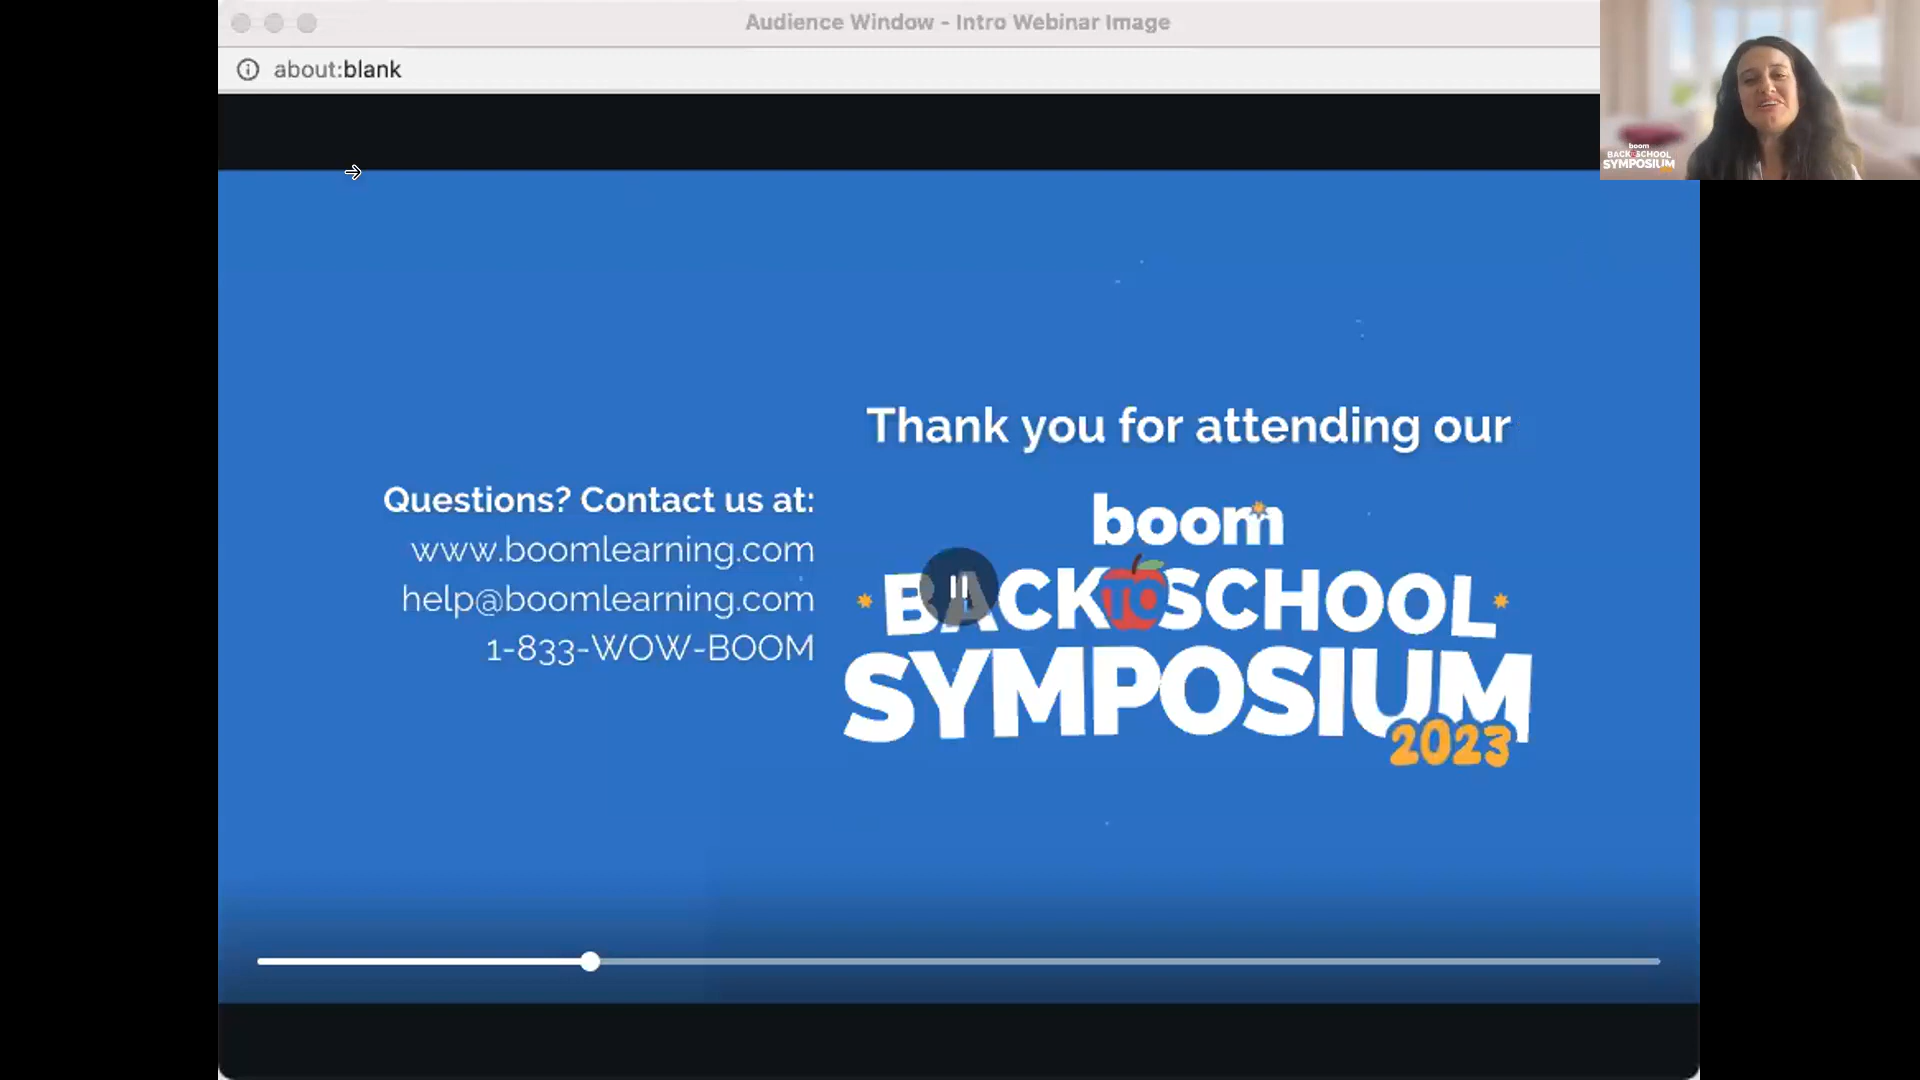 Audience Window - Intro Webinar Image
about:blank
boom
BACK TO SCHOOL
SYMPOSIUM
Thank you for attending our
Questions? Contact us at:
www.boomlearning.com
help@boomlearning.com
1-833-WOW-BOOM
boom
BACK TO SCHOOL
SYMPOSIUM
2023